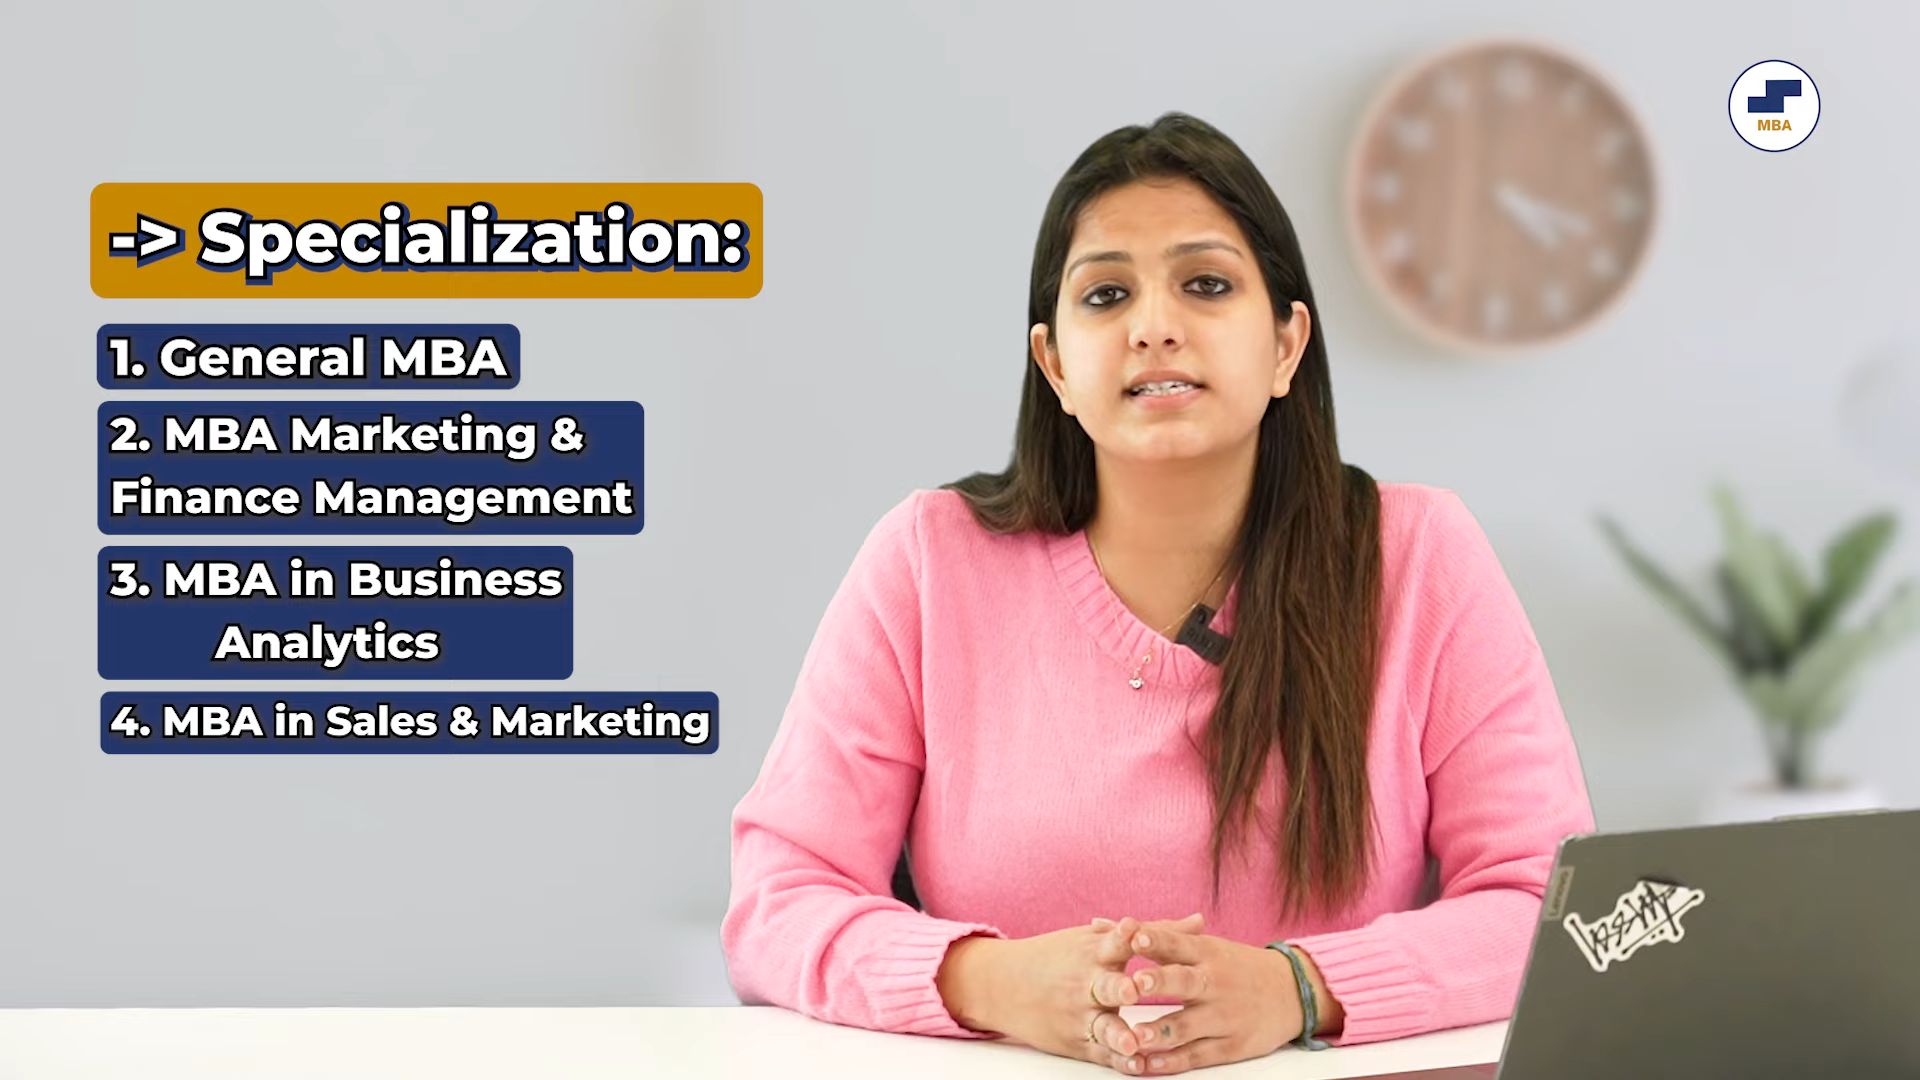 -> Specialization:
1. General MBA
2. MBA Marketing &
Finance Management
3. MBA in Business
Analytics
4. MBA in Sales & Marketing
MBA
Lenovo